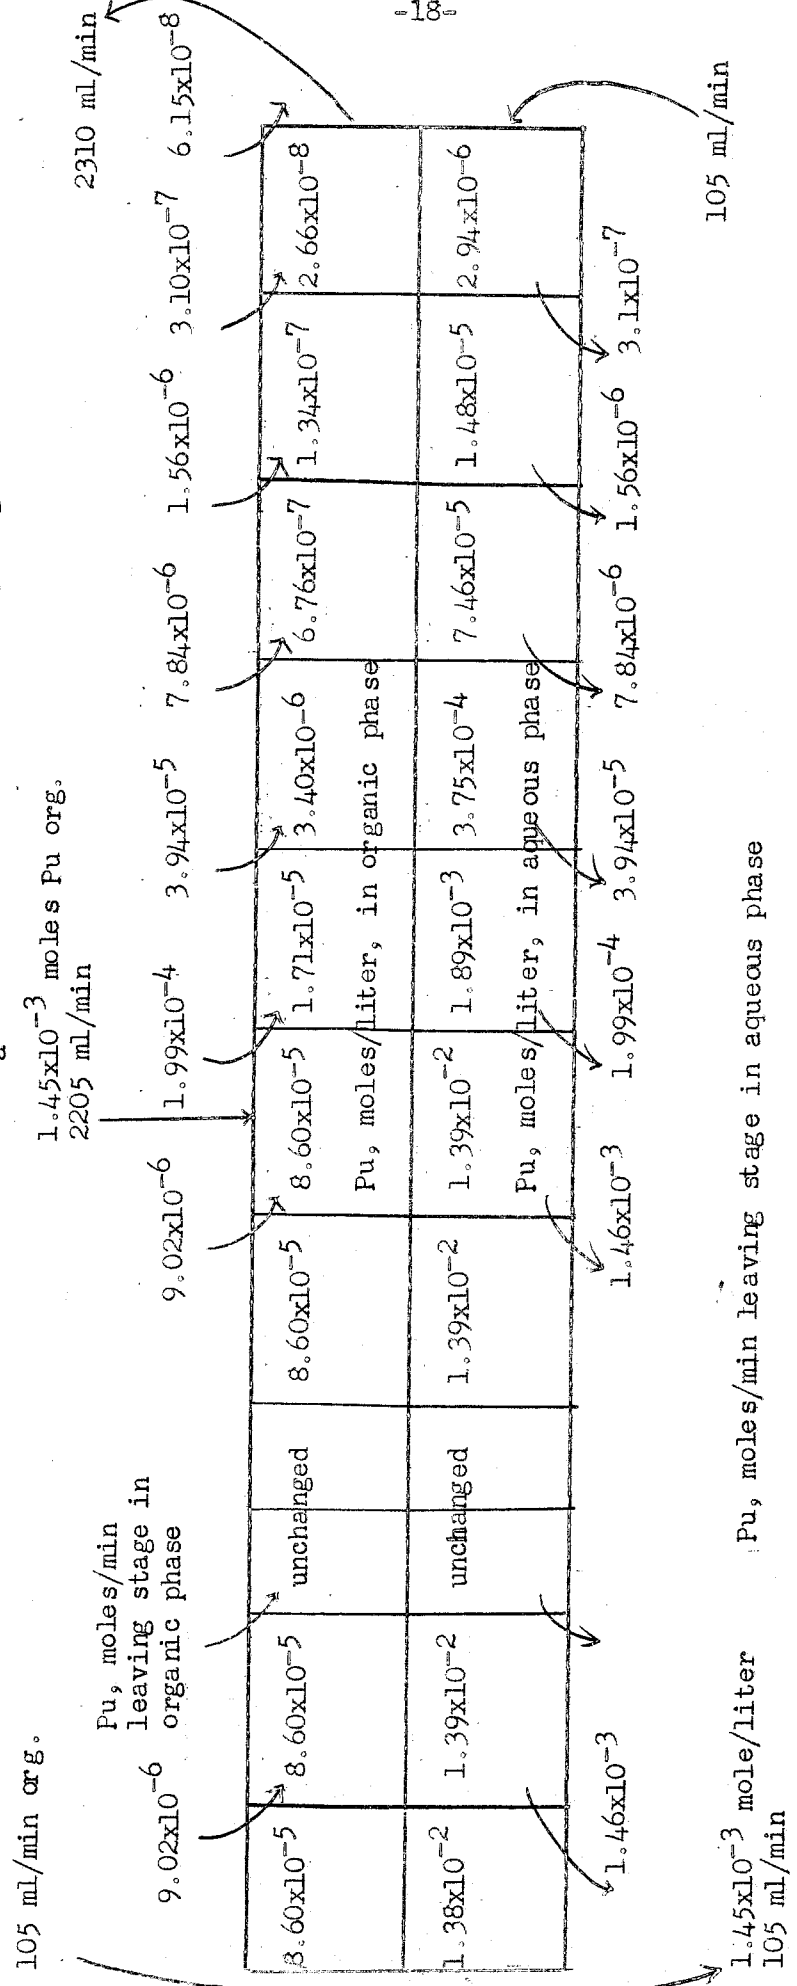 -18-
105 ml/min org.
1.45x10⁻³ moles Pu org.
2205 ml/min
2310 ml/min
Pu, moles/min
leaving stage in
organic phase
9.02x10⁻⁶ 9.02x10⁻⁶ 1.99x10⁻⁴ 3.94x10⁻⁵ 7.84x10⁻⁶ 1.56x10⁻⁶ 3.10x10⁻⁷ 6.15x10⁻⁸
8.60x10⁻⁵ 8.60x10⁻⁵ unchanged 8.60x10⁻⁵ 8.60x10⁻⁵ 1.71x10⁻⁵ 3.40x10⁻⁶ 6.76x10⁻⁷ 1.34x10⁻⁷ 2.66x10⁻⁸
Pu, moles/liter, in organic phase
1.38x10⁻² 1.39x10⁻² unchanged 1.39x10⁻² 1.39x10⁻² 1.89x10⁻³ 3.75x10⁻⁴ 7.46x10⁻⁵ 1.48x10⁻⁵ 2.94x10⁻⁶
Pu, moles/liter, in aqueous phase
1.46x10⁻³ 1.46x10⁻³ 1.99x10⁻⁴ 3.94x10⁻⁵ 7.84x10⁻⁶ 1.56x10⁻⁶ 3.1x10⁻⁷
105 ml/min
1.45x10⁻³ mole/liter
105 ml/min
Pu, moles/min leaving stage in aqueous phase